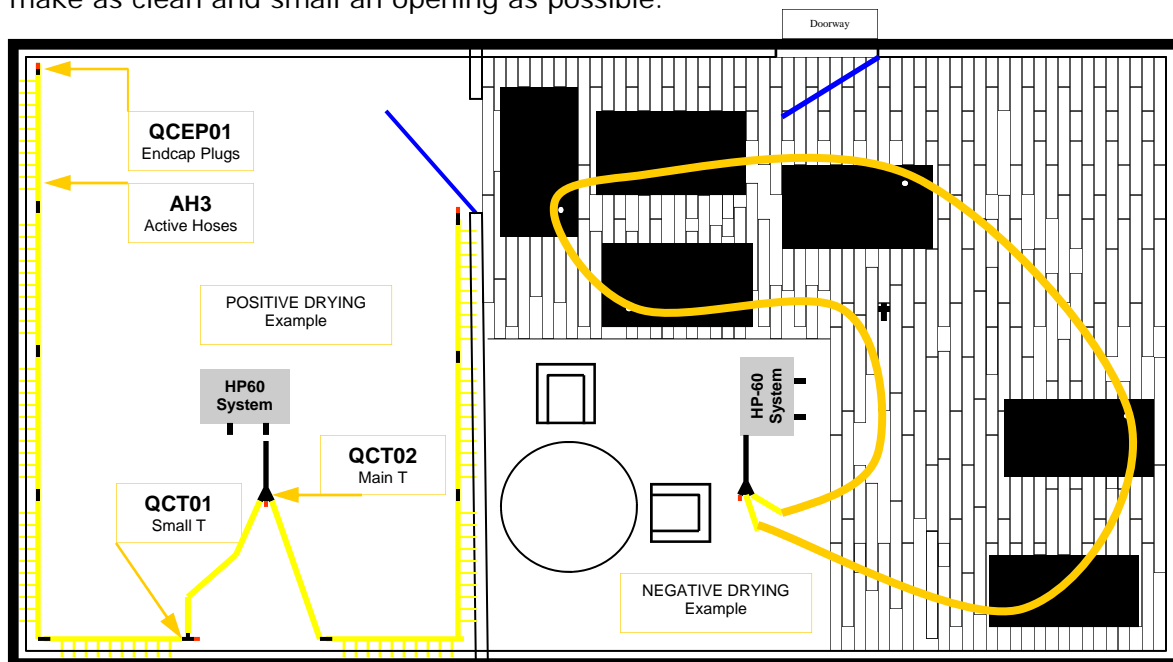 make as clean and small an opening as possible.
Doorway
QCEP01
Endcap Plugs
AH3
Active Hoses
POSITIVE DRYING
Example
HP60
System
HP-60
System
QCT02
Main T
QCT01
Small T
NEGATIVE DRYING
Example